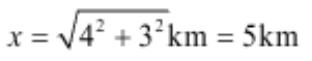 x = √4² + 3² km = 5km